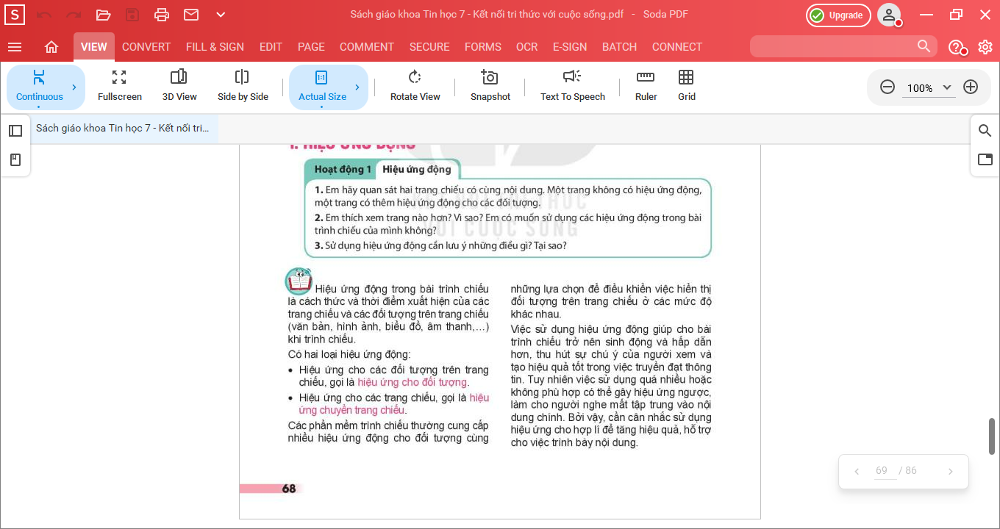 S
Sách giáo khoa Tin học 7 - Kết nối tri thức với cuộc sống.pdf - Soda PDF
Upgrade
VIEW CONVERT FILL & SIGN EDIT PAGE COMMENT SECURE FORMS OCR E-SIGN BATCH CONNECT
Continuous Fullscreen 3D View Side by Side Actual Size Rotate View Snapshot Text To Speech Ruler Grid
1:1
100%
Sách giáo khoa Tin học 7 - Kết nối tri...
1. HIỆU ỨNG ĐỘNG
Hoạt động 1 Hiệu ứng động
1. Em hãy quan sát hai trang chiếu có cùng nội dung. Một trang không có hiệu ứng động,
một trang có thêm hiệu ứng động cho các đối tượng.
2. Em thích xem trang nào hơn? Vì sao? Em có muốn sử dụng các hiệu ứng động trong bài
trình chiếu của mình không?
3. Sử dụng hiệu ứng động cần lưu ý những điều gì? Tại sao?
KẾT NỐI TRI THỨC
VỚI CUỘC SỐNG
Hiệu ứng động trong bài trình chiếu
là cách thức và thời điểm xuất hiện của các
trang chiếu và các đối tượng trên trang chiếu
(văn bản, hình ảnh, biểu đồ, âm thanh,...)
khi trình chiếu.
Có hai loại hiệu ứng động:
• Hiệu ứng cho các đối tượng trên trang
chiếu, gọi là hiệu ứng cho đối tượng.
• Hiệu ứng cho các trang chiếu, gọi là hiệu
ứng chuyển trang chiếu.
Các phần mềm trình chiếu thường cung cấp
nhiều hiệu ứng động cho đối tượng cùng
những lựa chọn để điều khiển việc hiển thị
đối tượng trên trang chiếu ở các mức độ
khác nhau.
Việc sử dụng hiệu ứng động giúp cho bài
trình chiếu trở nên sinh động và hấp dẫn
hơn, thu hút sự chú ý của người xem và
tạo hiệu quả tốt trong việc truyền đạt thông
tin. Tuy nhiên việc sử dụng quá nhiều hoặc
không phù hợp có thể gây hiệu ứng ngược,
làm cho người nghe mất tập trung vào nội
dung chính. Bởi vậy, cần cân nhắc sử dụng
hiệu ứng cho hợp lí để tăng hiệu quả, hỗ trợ
cho việc trình bày nội dung.
68
69 / 86